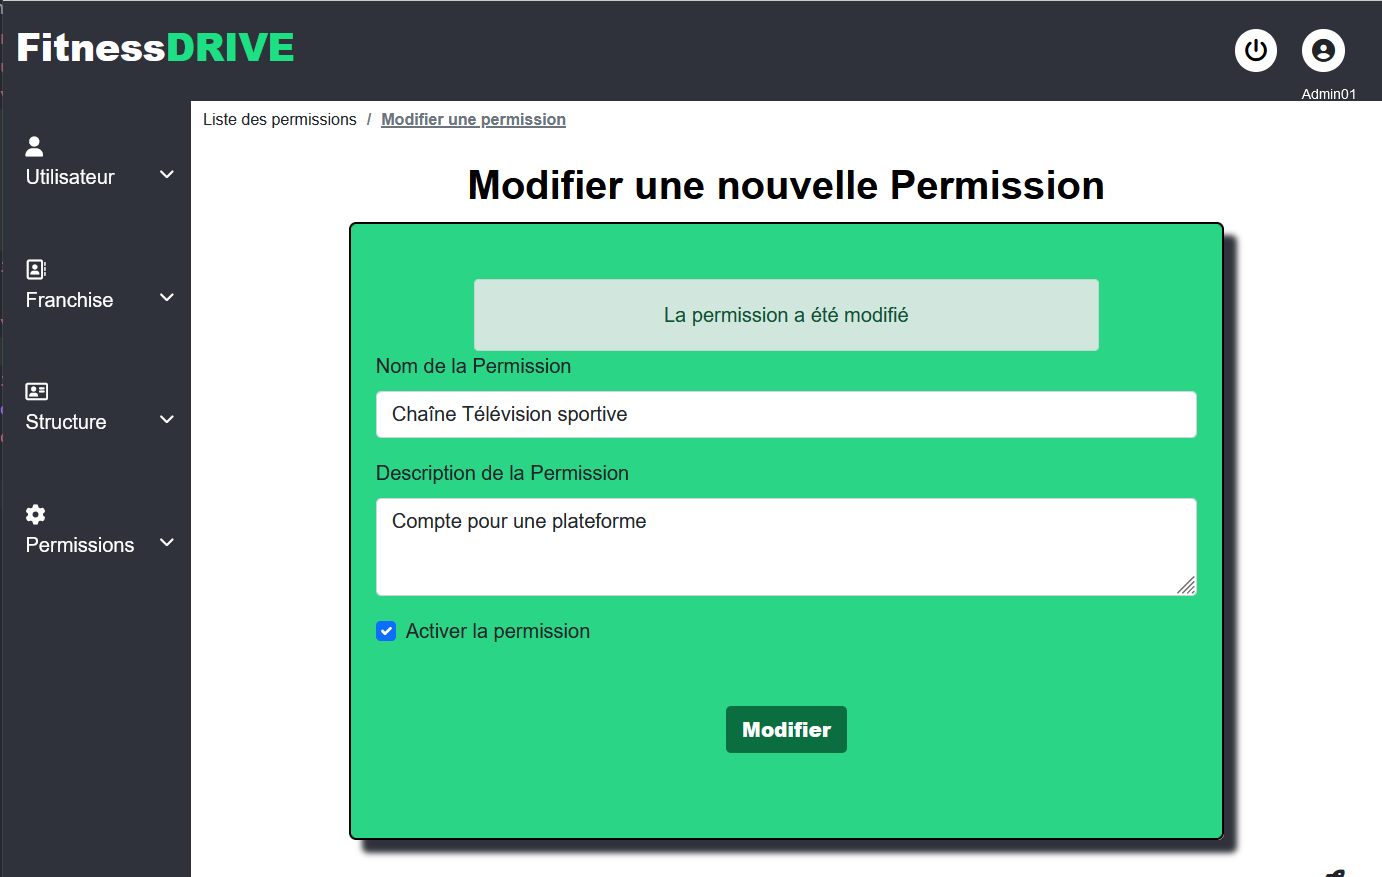 FitnessDRIVE
Admin01
Liste des permissions / Modifier une permission
Utilisateur
Franchise
Structure
Permissions
Modifier une nouvelle Permission
La permission a été modifié
Nom de la Permission
Chaîne Télévision sportive
Description de la Permission
Compte pour une plateforme
Activer la permission
Modifier